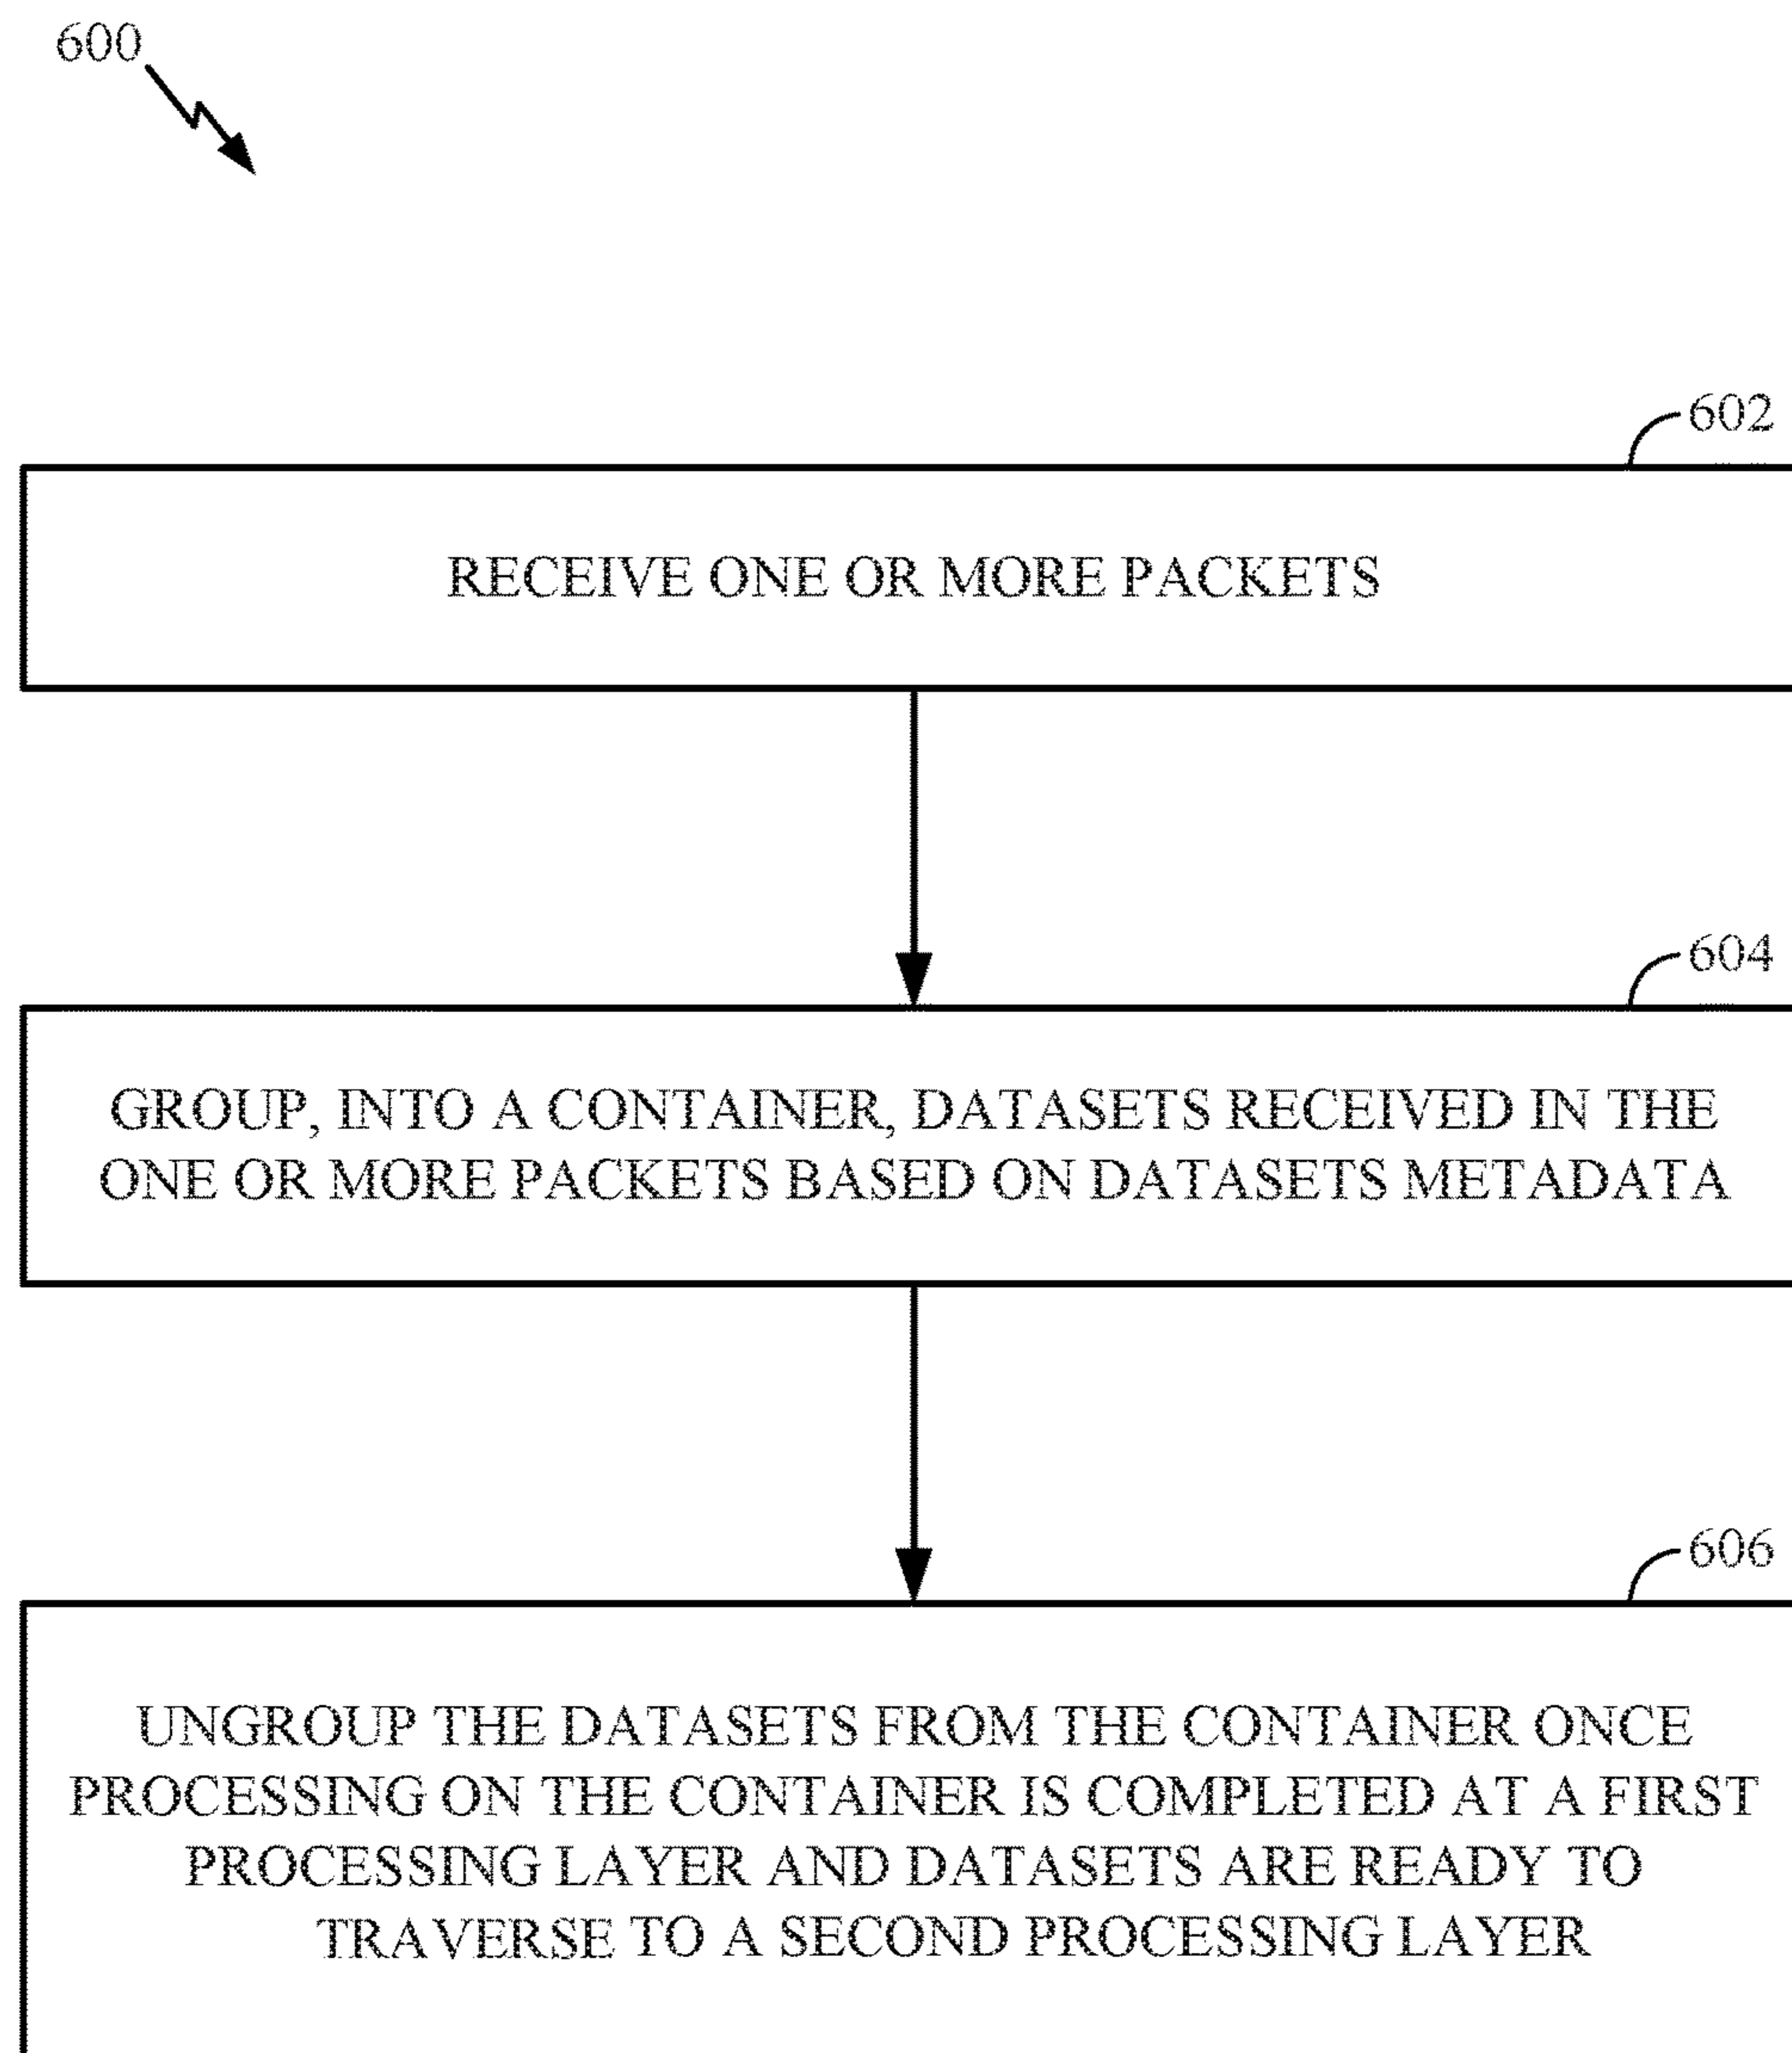 600
602
RECEIVE ONE OR MORE PACKETS
604
GROUP, INTO A CONTAINER, DATASETS RECEIVED IN THE
ONE OR MORE PACKETS BASED ON DATASETS METADATA
606
UNGROUP THE DATASETS FROM THE CONTAINER ONCE
PROCESSING ON THE CONTAINER IS COMPLETED AT A FIRST
PROCESSING LAYER AND DATASETS ARE READY TO
TRAVERSE TO A SECOND PROCESSING LAYER